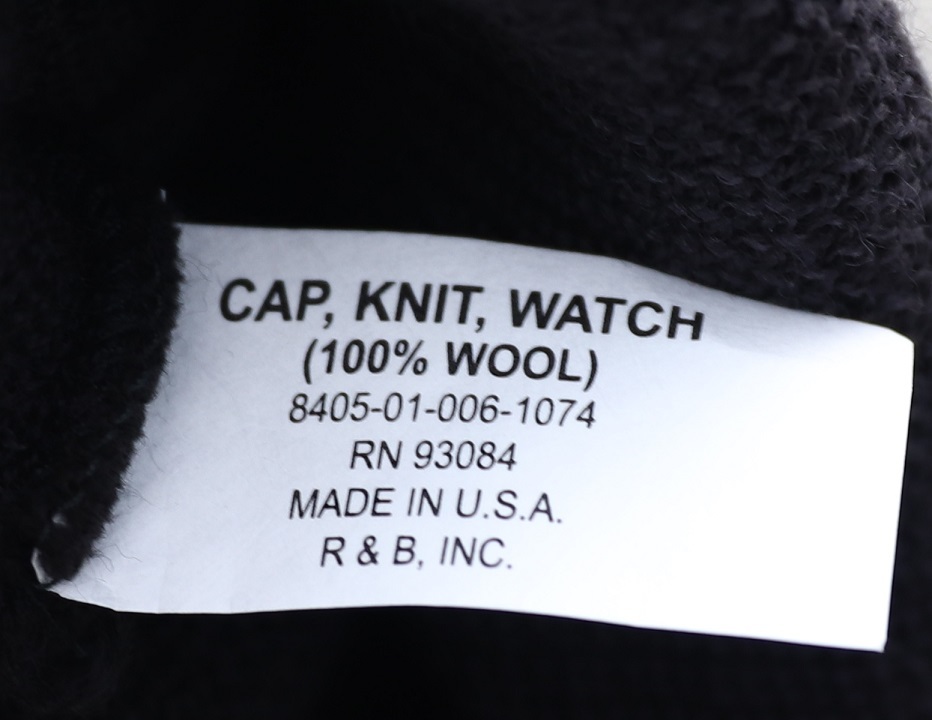 CAP, KNIT, WATCH
(100% WOOL)
8405-01-006-1074
RN 93084
MADE IN U.S.A.
R & B, INC.